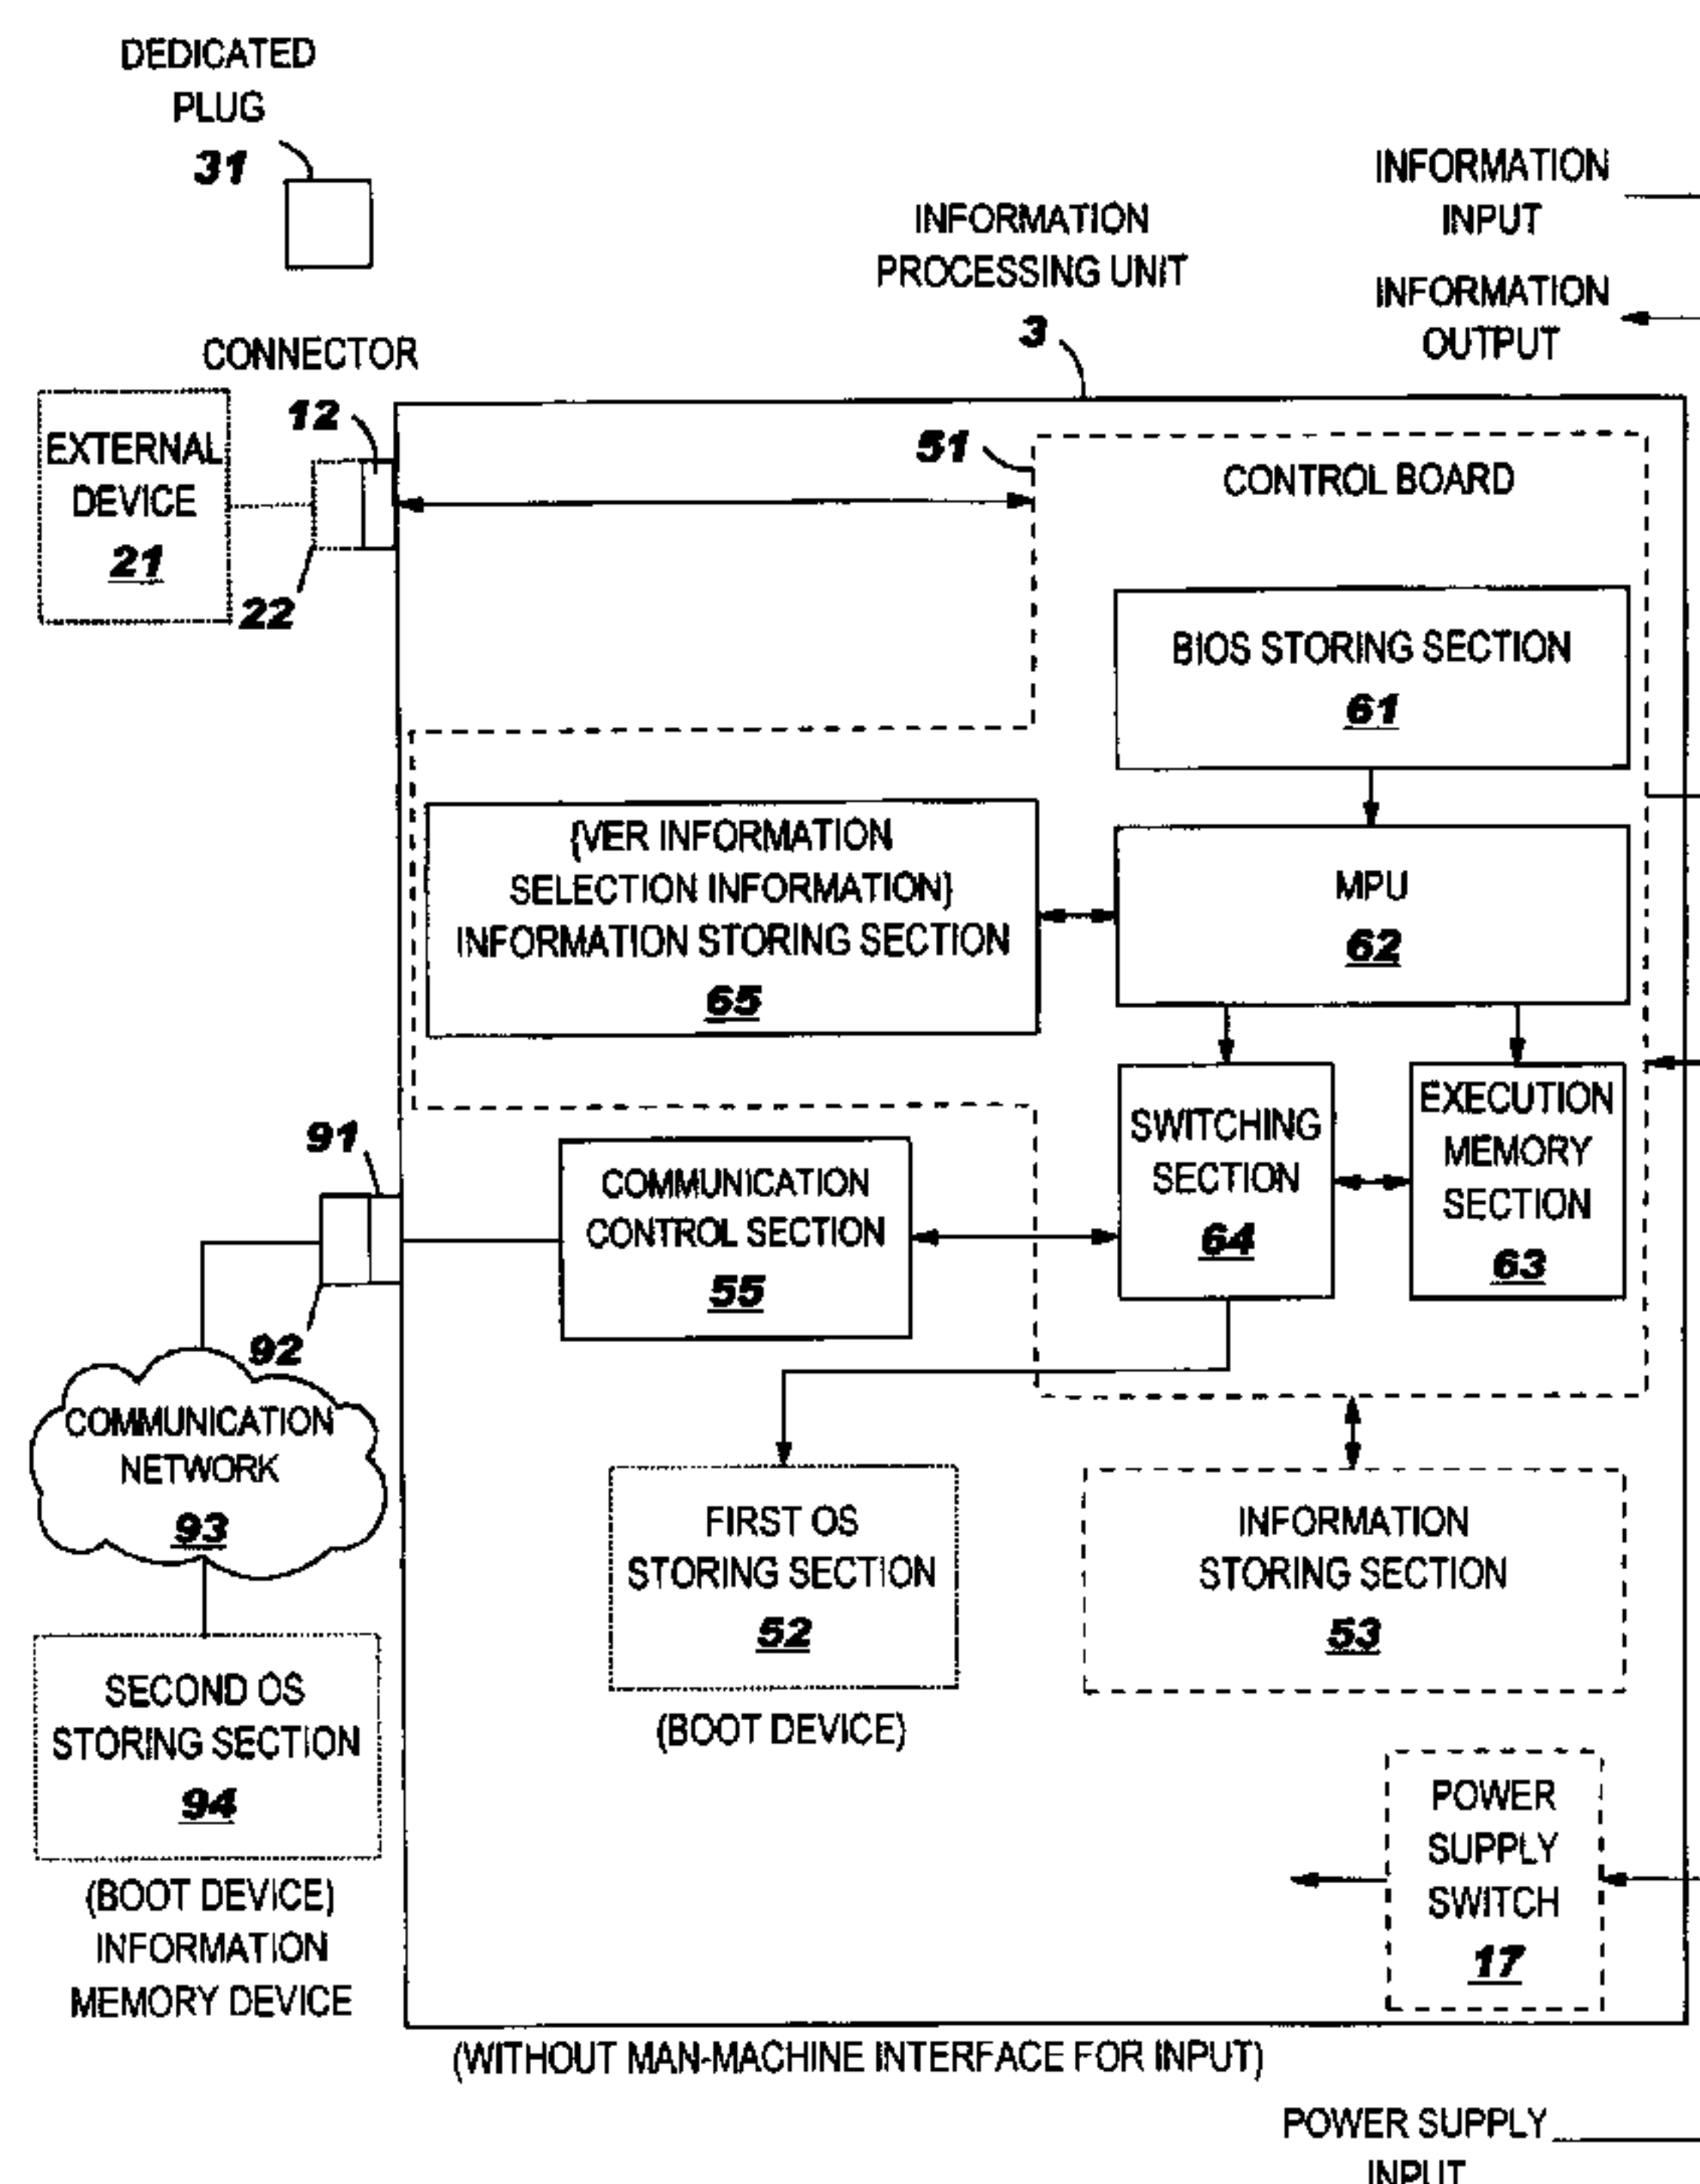 DEDICATED
PLUG
31
INFORMATION
INPUT
INFORMATION
PROCESSING UNIT
3
INFORMATION
OUTPUT
CONNECTOR
12
EXTERNAL
DEVICE
21
22
51
CONTROL BOARD
BIOS STORING SECTION
61
{VER INFORMATION
SELECTION INFORMATION}
INFORMATION STORING SECTION
65
MPU
62
SWITCHING
SECTION
64
EXECUTION
MEMORY
SECTION
63
91
COMMUNICATION
CONTROL SECTION
55
92
COMMUNICATION
NETWORK
93
FIRST OS
STORING SECTION
52
(BOOT DEVICE)
INFORMATION
STORING SECTION
53
SECOND OS
STORING SECTION
94
(BOOT DEVICE)
INFORMATION
MEMORY DEVICE
POWER
SUPPLY
SWITCH
17
(WITHOUT MAN-MACHINE INTERFACE FOR INPUT)
POWER SUPPLY
INPUT